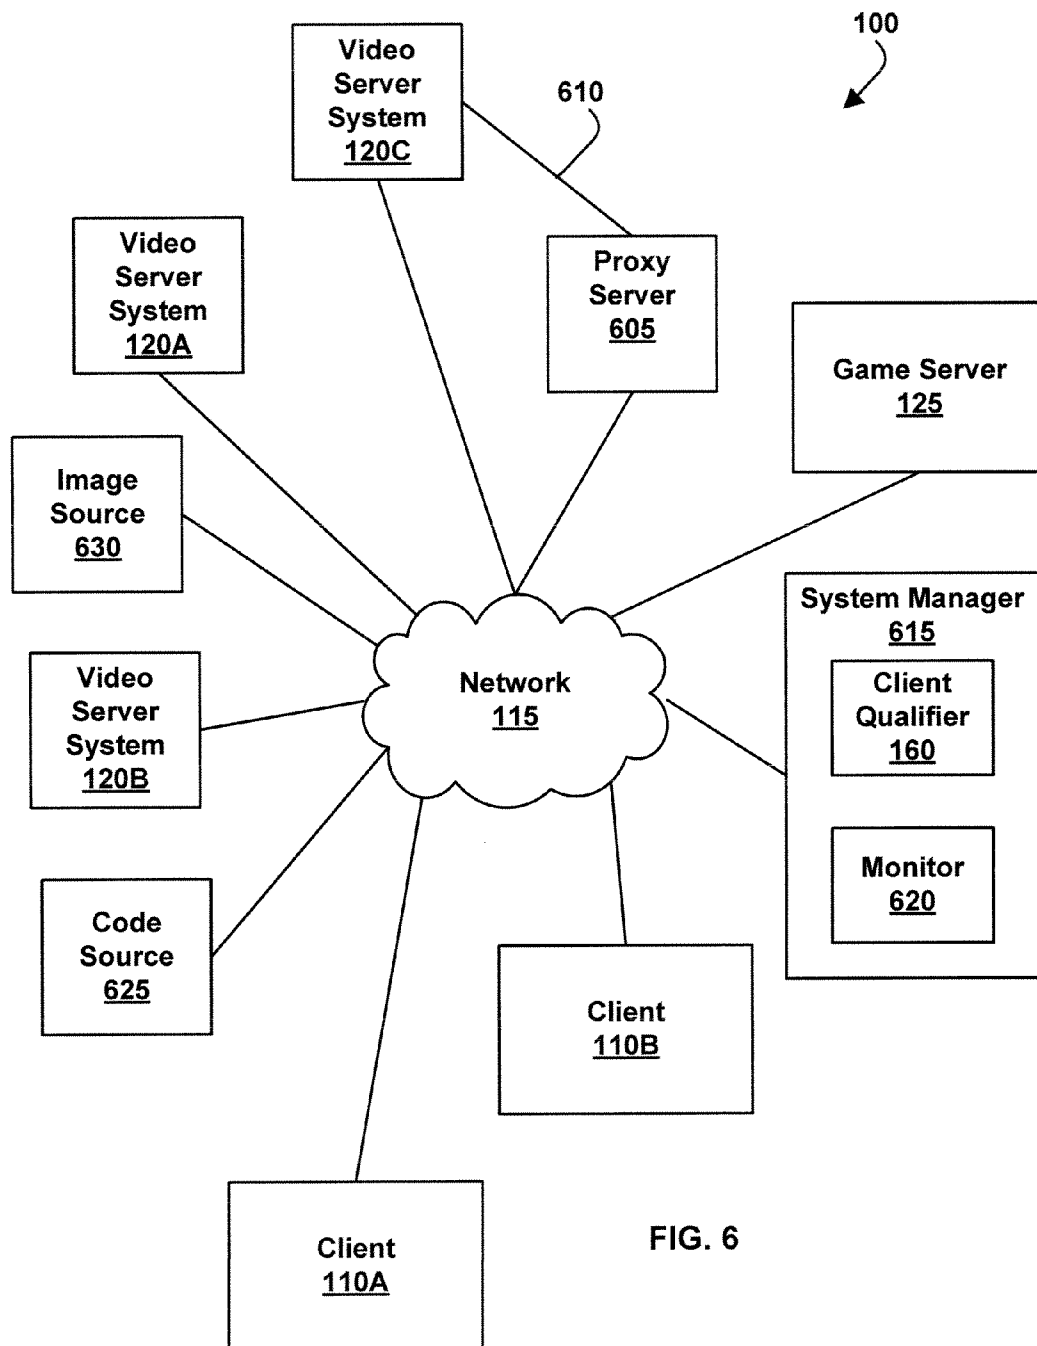 100
Video
Server
System
120C
610
Video
Server
System
120A
Proxy
Server
605
Game Server
125
Image
Source
630
System Manager
615
Client
Qualifier
160
Monitor
620
Network
115
Video
Server
System
120B
Code
Source
625
Client
110B
Client
110A
FIG. 6